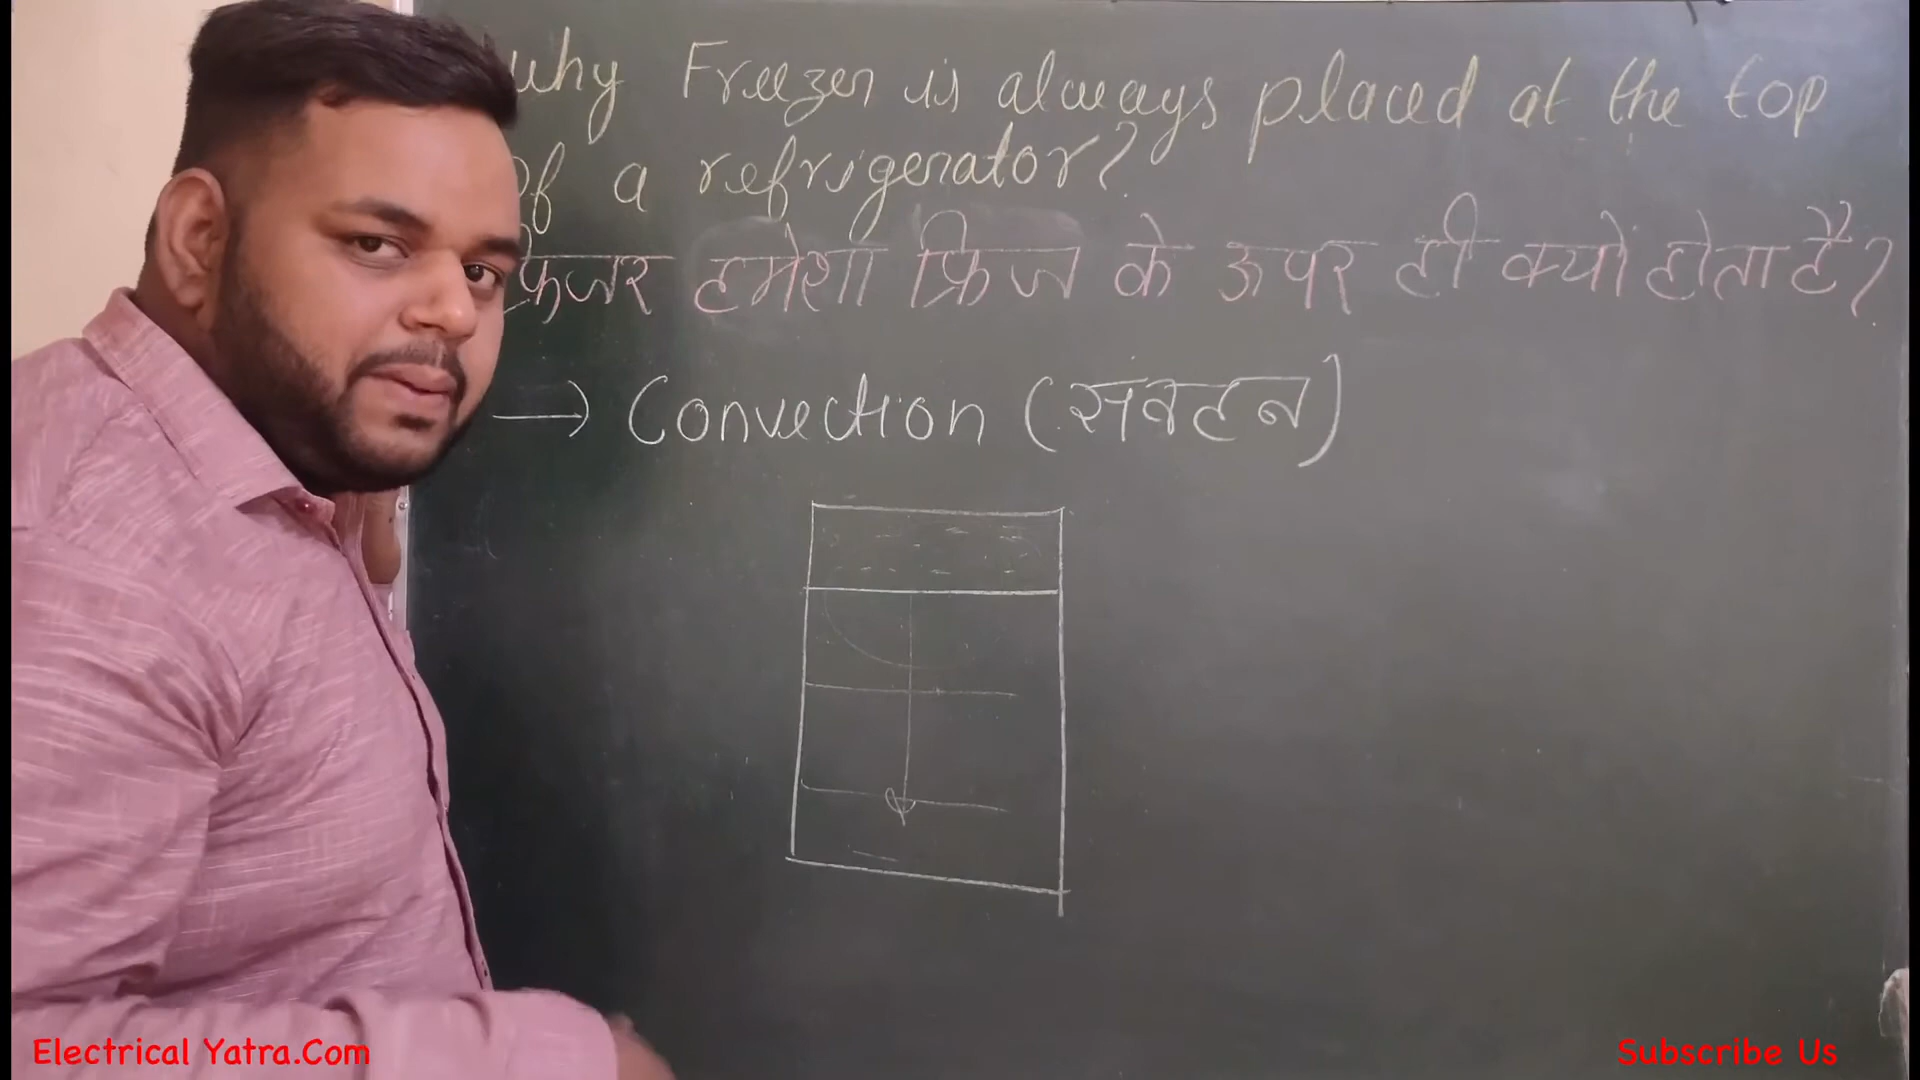 why Freezer is always placed at the top
of a refrigerator?
फ्रिजर हमेशा फ्रिज के ऊपर ही क्यों होता है?
→ Convection (संवहन)
Electrical Yatra.Com
Subscribe Us